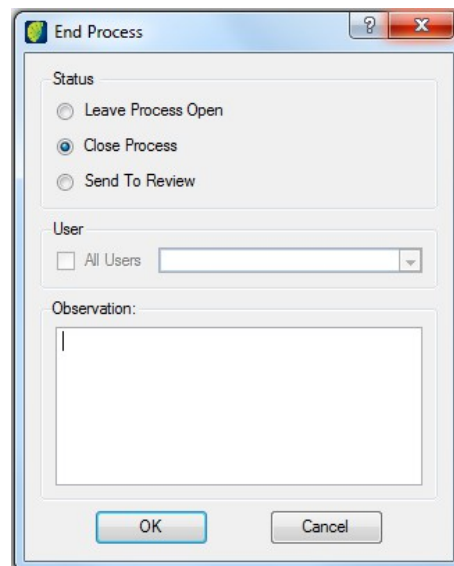 End Process
Status
Leave Process Open
Close Process
Send To Review
User
All Users
Observation:
OK
Cancel